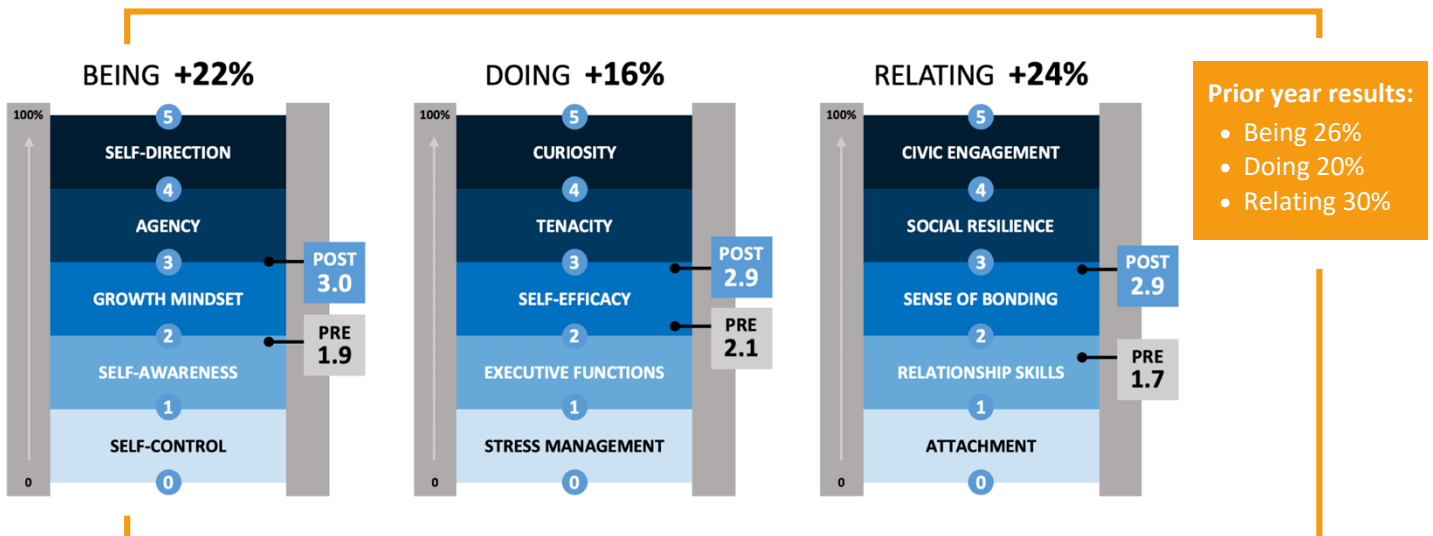 BEING +22%
100%
5
SELF-DIRECTION
4
AGENCY
3
GROWTH MINDSET
2
SELF-AWARENESS
1
SELF-CONTROL
0
0
POST
3.0
PRE
1.9
DOING +16%
100%
5
CURIOSITY
4
TENACITY
3
SELF-EFFICACY
2
EXECUTIVE FUNCTIONS
1
STRESS MANAGEMENT
0
0
POST
2.9
PRE
2.1
RELATING +24%
100%
5
CIVIC ENGAGEMENT
4
SOCIAL RESILIENCE
3
SENSE OF BONDING
2
RELATIONSHIP SKILLS
1
ATTACHMENT
0
0
POST
2.9
PRE
1.7
Prior year results:
• Being 26%
• Doing 20%
• Relating 30%